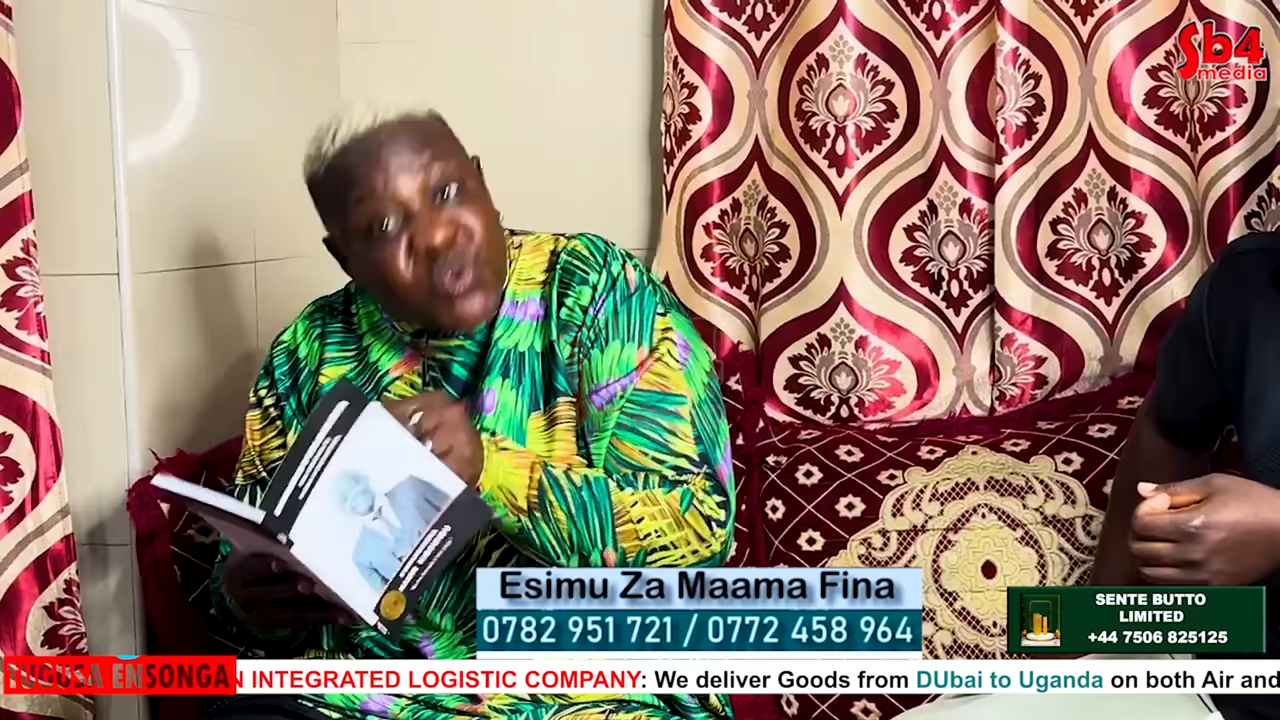 Sb4
media
Esimu Za Maama Fina
0782 951 721 / 0772 458 964
SENTE BUTTO
LIMITED
+44 7506 825125
TUGUSA ENSONGA
N INTEGRATED LOGISTIC COMPANY: We deliver Goods from DUbai to Uganda on both Air and